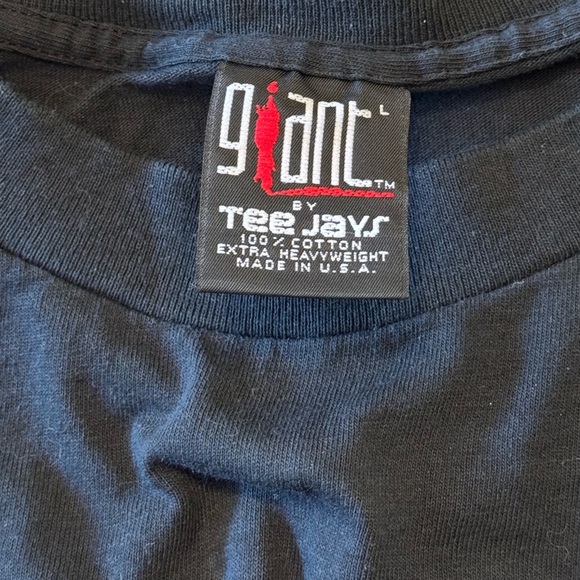 giant L
TM
BY
Tee Jays
100% COTTON
EXTRA HEAVYWEIGHT
MADE IN U.S.A.